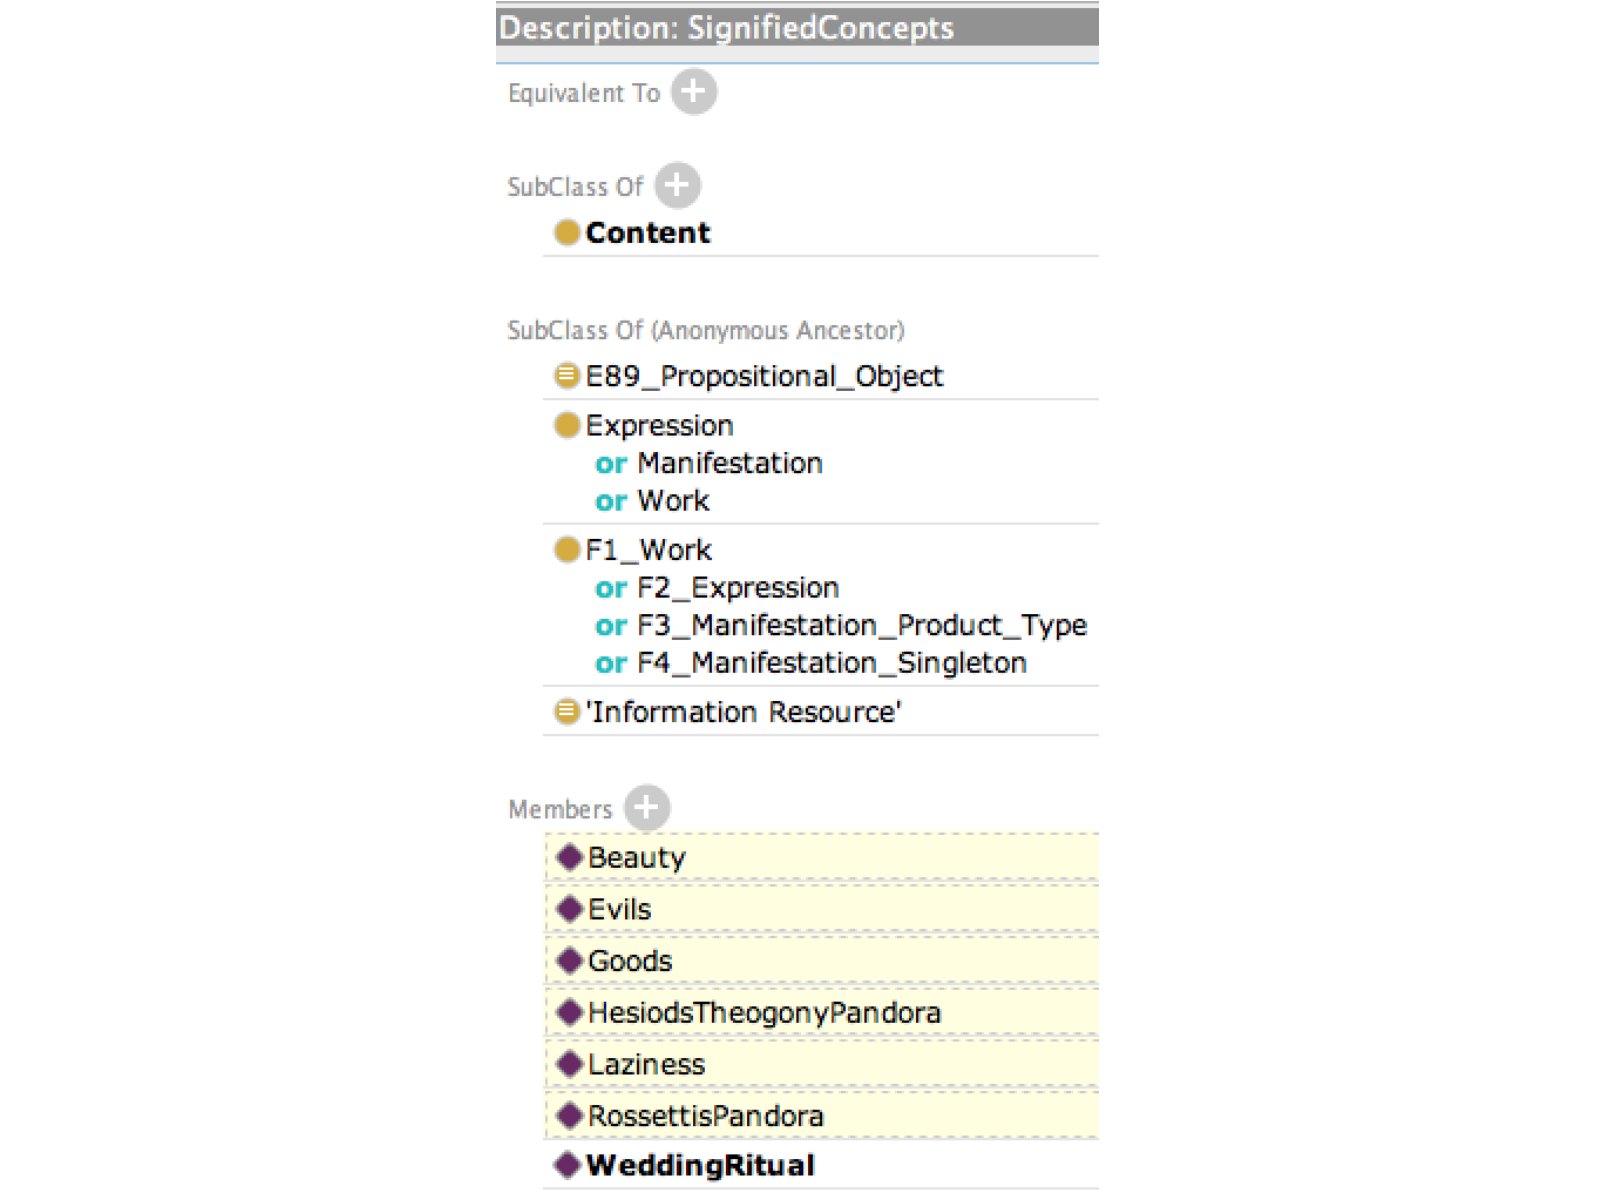 Description: SignifiedConcepts
Equivalent To
SubClass Of
Content
SubClass Of (Anonymous Ancestor)
E89_Propositional_Object
Expression
or Manifestation
or Work
F1_Work
or F2_Expression
or F3_Manifestation_Product_Type
or F4_Manifestation_Singleton
'Information Resource'
Members
Beauty
Evils
Goods
HesiodsTheogonyPandora
Laziness
RossettisPandora
WeddingRitual